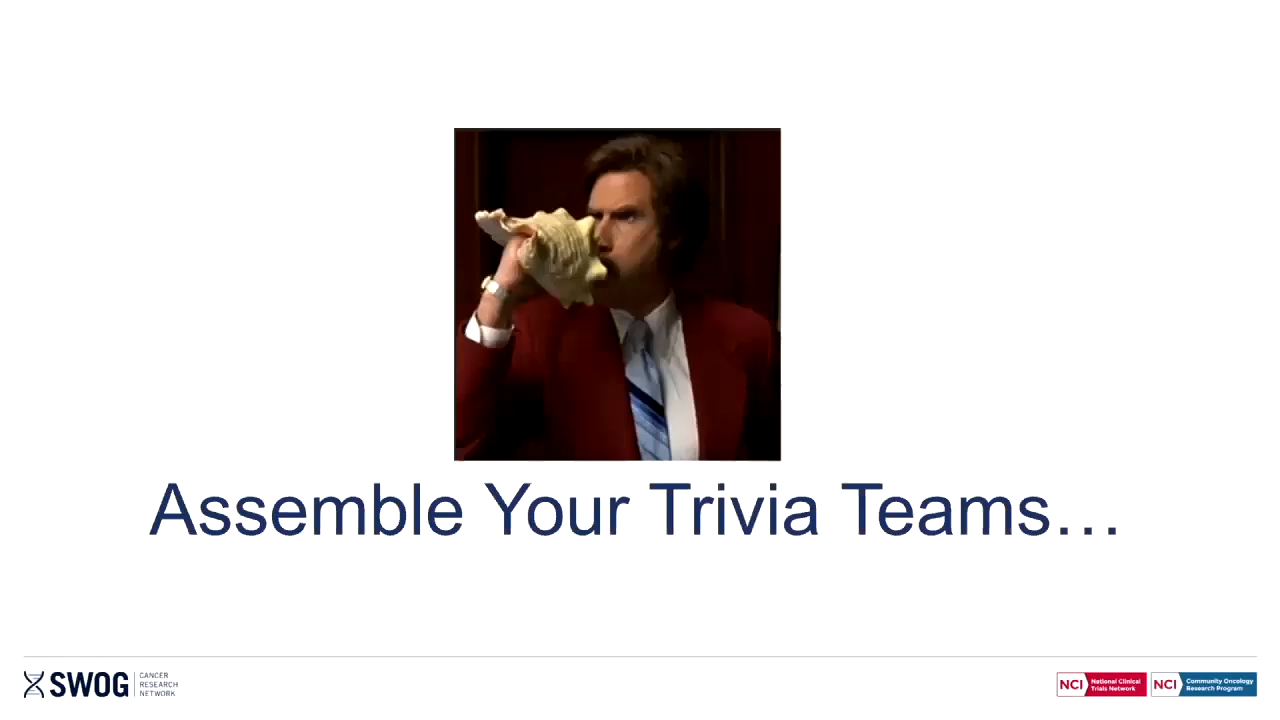 Assemble Your Trivia Teams…
SWOG
CANCER
RESEARCH
NETWORK
NCI
National Clinical
Trials Network
NCI
Community Oncology
Research Program